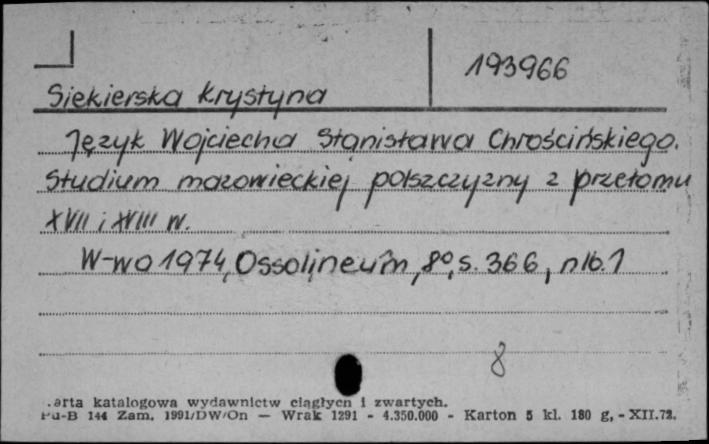 193966
Siekierska Krystyna
Język Wojciecha Stanisława Chrościńskiego.
Studium mazowieckiej polszczyzny z przełomu
XVII i XVIII w.
W-wa 1974, Ossolineum, 8°, s. 366, nlb. 1
8
arta katalogowa wydawnictw ciągłych i zwartych.
Pu-B 144 Zam. 1991/DW/On — Wrak 1291 - 4.350.000 - Karton 5 kl. 180 g, - XII.72.